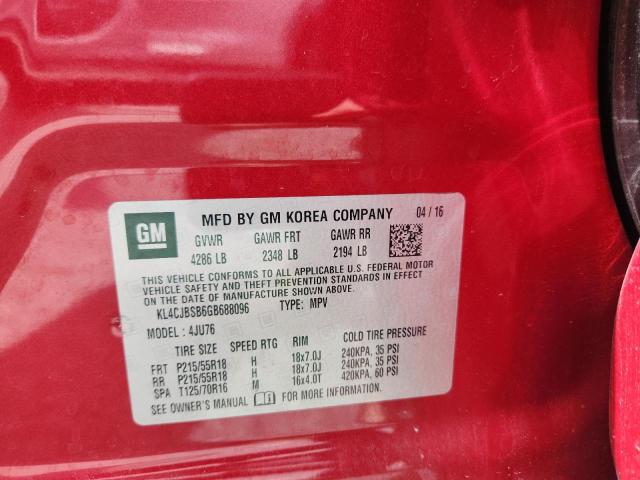 GM
MFD BY GM KOREA COMPANY 04 / 16
GVWR GAWR FRT GAWR RR
4286 LB 2348 LB 2194 LB
THIS VEHICLE CONFORMS TO ALL APPLICABLE U.S. FEDERAL MOTOR
VEHICLE SAFETY AND THEFT PREVENTION STANDARDS IN EFFECT
ON THE DATE OF MANUFACTURE SHOWN ABOVE.
KL4CJBSB6GB688096 TYPE: MPV
MODEL : 4JU76
TIRE SIZE SPEED RTG RIM COLD TIRE PRESSURE
FRT P215/55R18 H 18x7.0J 240KPA, 35 PSI
RR P215/55R18 H 18x7.0J 240KPA, 35 PSI
SPA T125/70R16 M 16x4.0T 420KPA, 60 PSI
SEE OWNER'S MANUAL FOR MORE INFORMATION.